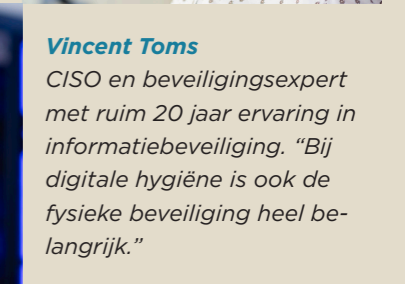 Vincent Toms
CISO en beveiligingsexpert
met ruim 20 jaar ervaring in
informatiebeveiliging. “Bij
digitale hygiëne is ook de
fysieke beveiliging heel be-
langrijk.”